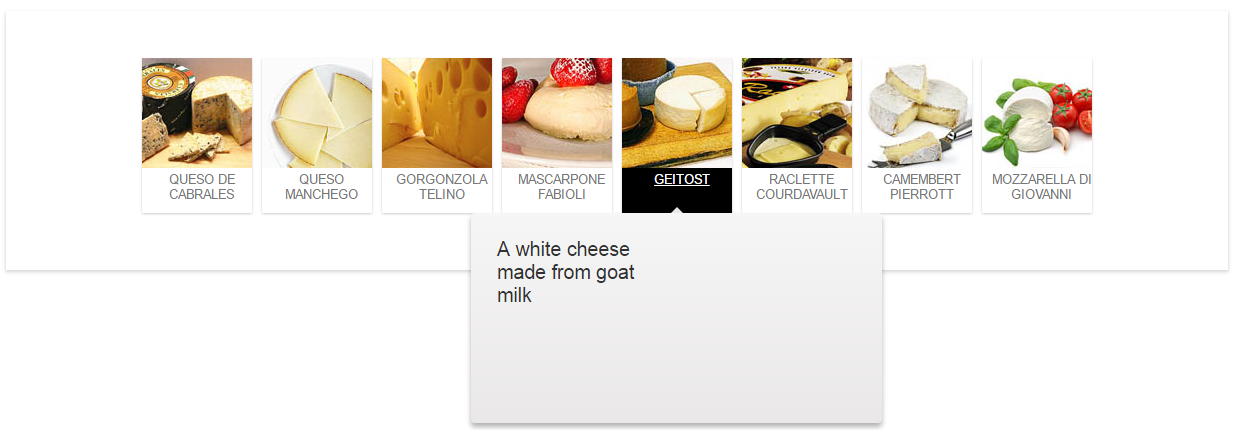 QUESO DE
CABRALES
QUESO
MANCHEGO
GORGONZOLA
TELINO
MASCARPONE
FABIOLI
GEITOST
RACLETTE
COURDAVAULT
CAMEMBERT
PIERROTT
MOZZARELLA DI
GIOVANNI
A white cheese
made from goat
milk